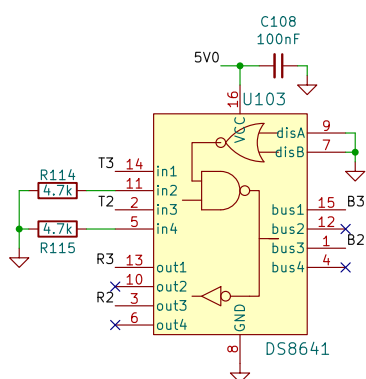 C108
100nF
5V0
16
U103
VCC
disA 9
disB 7
T3 14 in1
R114 4.7k 11 in2
T2 2 in3
4.7k 5 in4
R115
bus1 15 B3
bus2 12
bus3 1 B2
bus4 4
R3 13 out1
10 out2
R2 3 out3
6 out4
GND
8
DS8641